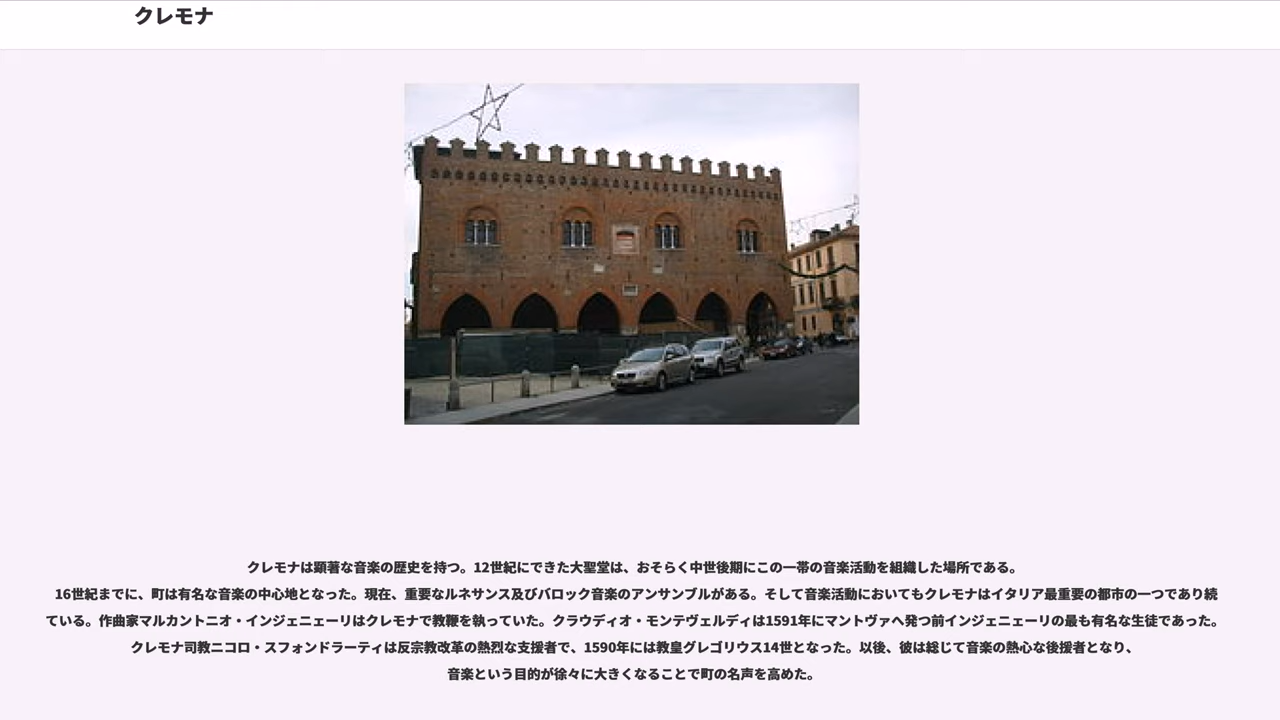 クレモナ
クレモナは顕著な音楽の歴史を持つ。12世紀にできた大聖堂は、おそらく中世後期にこの一帯の音楽活動を組織した場所である。
16世紀までに、町は有名な音楽の中心地となった。現在、重要なルネサンス及びバロック音楽のアンサンブルがある。そして音楽活動においてもクレモナはイタリア最重要の都市の一つであり続
ている。作曲家マルカントニオ・インジェニェーリはクレモナで教鞭を執っていた。クラウディオ・モンテヴェルディは1591年にマントヴァへ発つ前インジェニェーリの最も有名な生徒であった。
クレモナ司教ニコロ・スフォンドラーティは反宗教改革の熱烈な支援者で、1590年には教皇グレゴリウス14世となった。以後、彼は総じて音楽の熱心な後援者となり、
音楽という目的が徐々に大きくなることで町の名声を高めた。